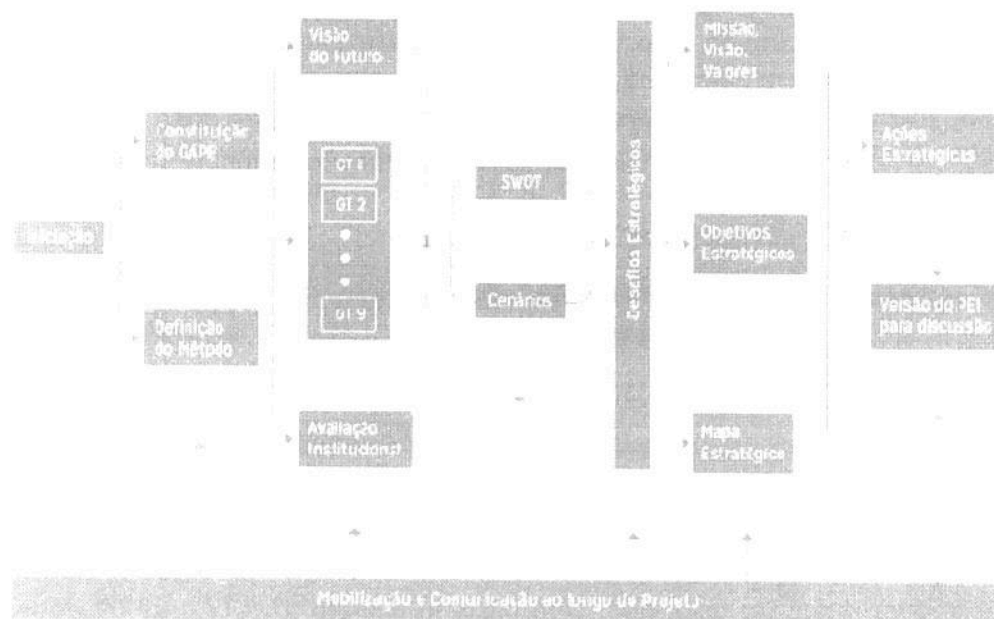 Visão
do Futuro
Missão,
Visão,
Valores
Constituição
do
Ações
Estratégicas
GT 1
GT 2
GT 9
SWOT
Cenários
Desafios Estratégicos
Objetivos
Estratégicos
Definição
do Método
Versão do PEI
para discussão
Avaliação
Institucional
Mapa
Estratégico
Mobilização e Comunicação ao longo do Projeto